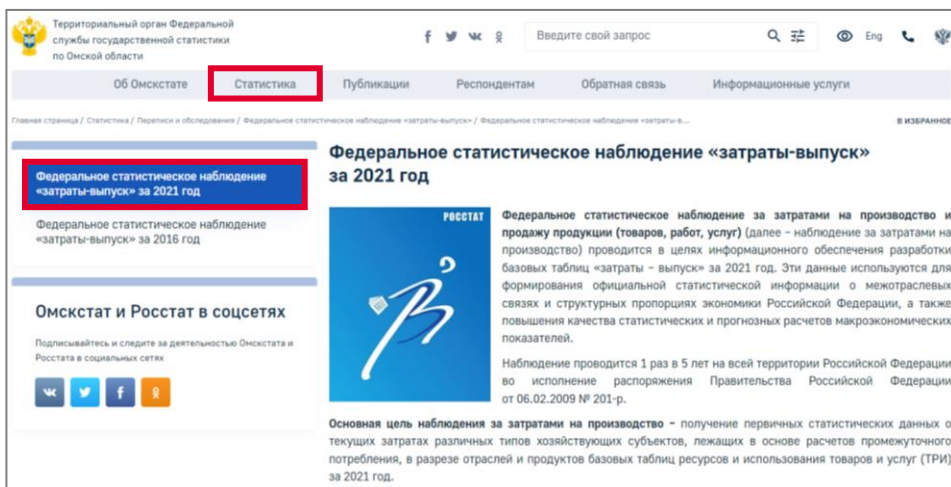 Территориальный орган Федеральной
службы государственной статистики
по Омской области
Введите свой запрос
Eng
Об Омскстате
Статистика
Публикации
Респондентам
Обратная связь
Информационные услуги
Главная страница / Статистика / Переписи и обследования / Федеральное статистическое наблюдение «затраты-выпуск» / Федеральное статистическое наблюдение «затраты-в...
В ИЗБРАННОЕ
Федеральное статистическое наблюдение
«затраты-выпуск» за 2021 год
Федеральное статистическое наблюдение
«затраты-выпуск» за 2016 год
Омскстат и Росстат в соцсетях
Подписывайтесь и следите за деятельностью Омскстата и
Росстата в социальных сетях
Федеральное статистическое наблюдение «затраты-выпуск»
за 2021 год
РОССТАТ
Федеральное статистическое наблюдение за затратами на производство и
продажу продукции (товаров, работ, услуг) (далее – наблюдение за затратами на
производство) проводится в целях информационного обеспечения разработки
базовых таблиц «затраты – выпуск» за 2021 год. Эти данные используются для
формирования официальной статистической информации о межотраслевых
связях и структурных пропорциях экономики Российской Федерации, а также
повышения качества статистических и прогнозных расчетов макроэкономических
показателей.
Наблюдение проводится 1 раз в 5 лет на всей территории Российской Федерации
во исполнение распоряжения Правительства Российской Федерации
от 06.02.2009 № 201-р.
Основная цель наблюдения за затратами на производство – получение первичных статистических данных о
текущих затратах различных типов хозяйствующих субъектов, лежащих в основе расчетов промежуточного
потребления, в разрезе отраслей и продуктов базовых таблиц ресурсов и использования товаров и услуг (ТРИ)
за 2021 год.